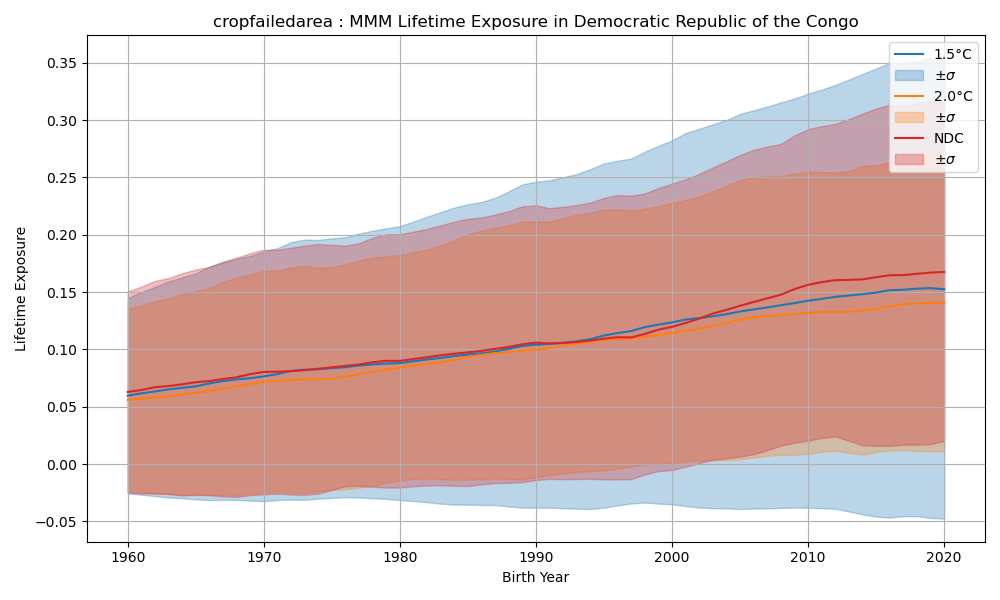 cropfailedarea : MMM Lifetime Exposure in Democratic Republic of the Congo
1.5°C
±σ
2.0°C
±σ
NDC
±σ
Lifetime Exposure
0.35
0.30
0.25
0.20
0.15
0.10
0.05
0.00
−0.05
1960 1970 1980 1990 2000 2010 2020
Birth Year